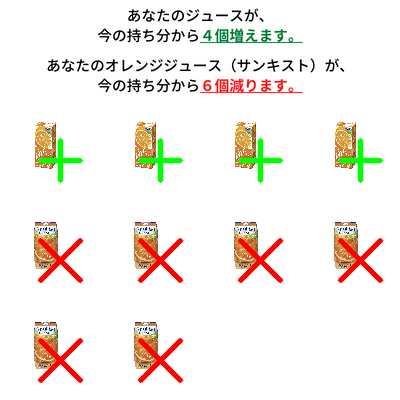 あなたのジュースが、
今の持ち分から４個増えます。
あなたのオレンジジュース（サンキスト）が、
今の持ち分から６個減ります。